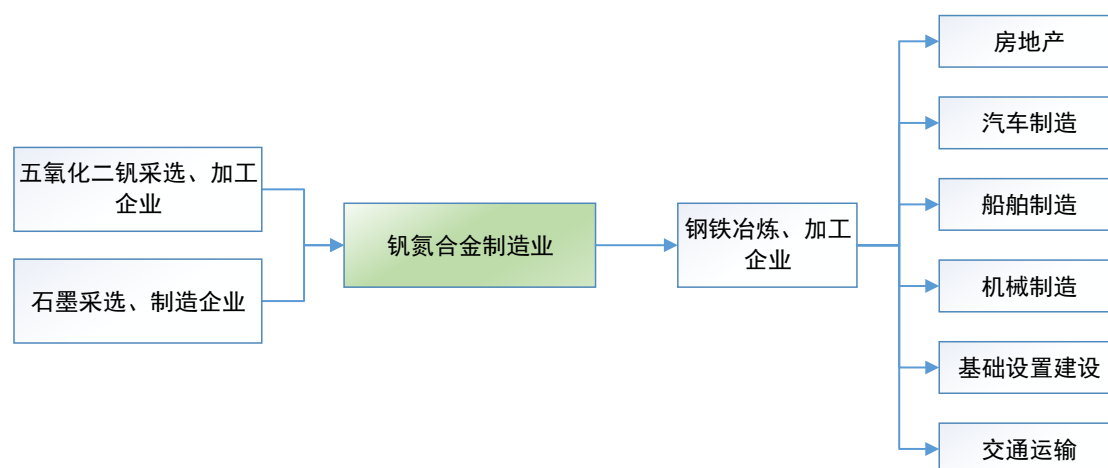 五氧化二钒采选、加工
企业
石墨采选、制造企业
钒氮合金制造业
钢铁冶炼、加工
企业
房地产
汽车制造
船舶制造
机械制造
基础设置建设
交通运输